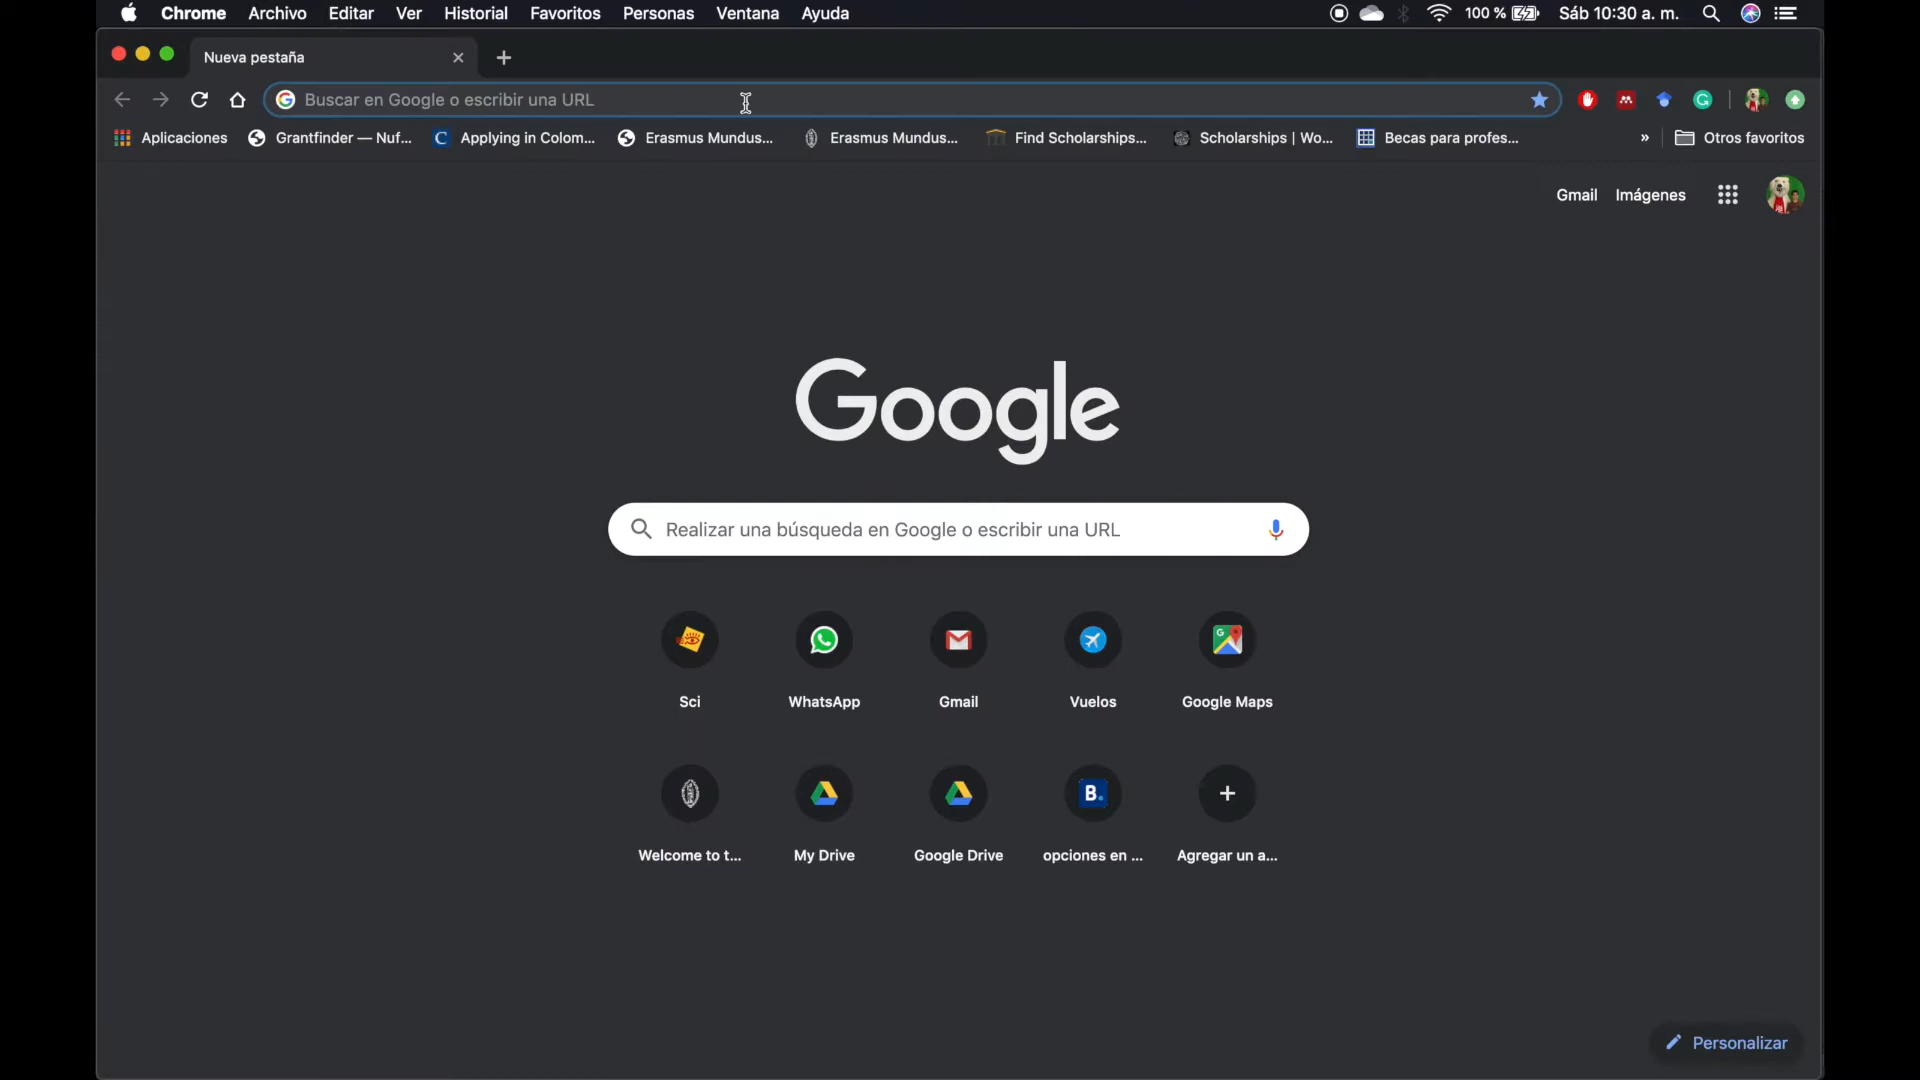 Chrome Archivo Editar Ver Historial Favoritos Personas Ventana Ayuda 100 % Sáb 10:30 a. m.
Nueva pestaña
Buscar en Google o escribir una URL
Aplicaciones Grantfinder — Nuf... Applying in Colom... Erasmus Mundus... Erasmus Mundus... Find Scholarships... Scholarships | Wo... Becas para profes... » Otros favoritos
Gmail Imágenes
Google
Realizar una búsqueda en Google o escribir una URL
Sci WhatsApp Gmail Vuelos Google Maps
B.
Welcome to t... My Drive Google Drive opciones en ... Agregar un a...
Personalizar